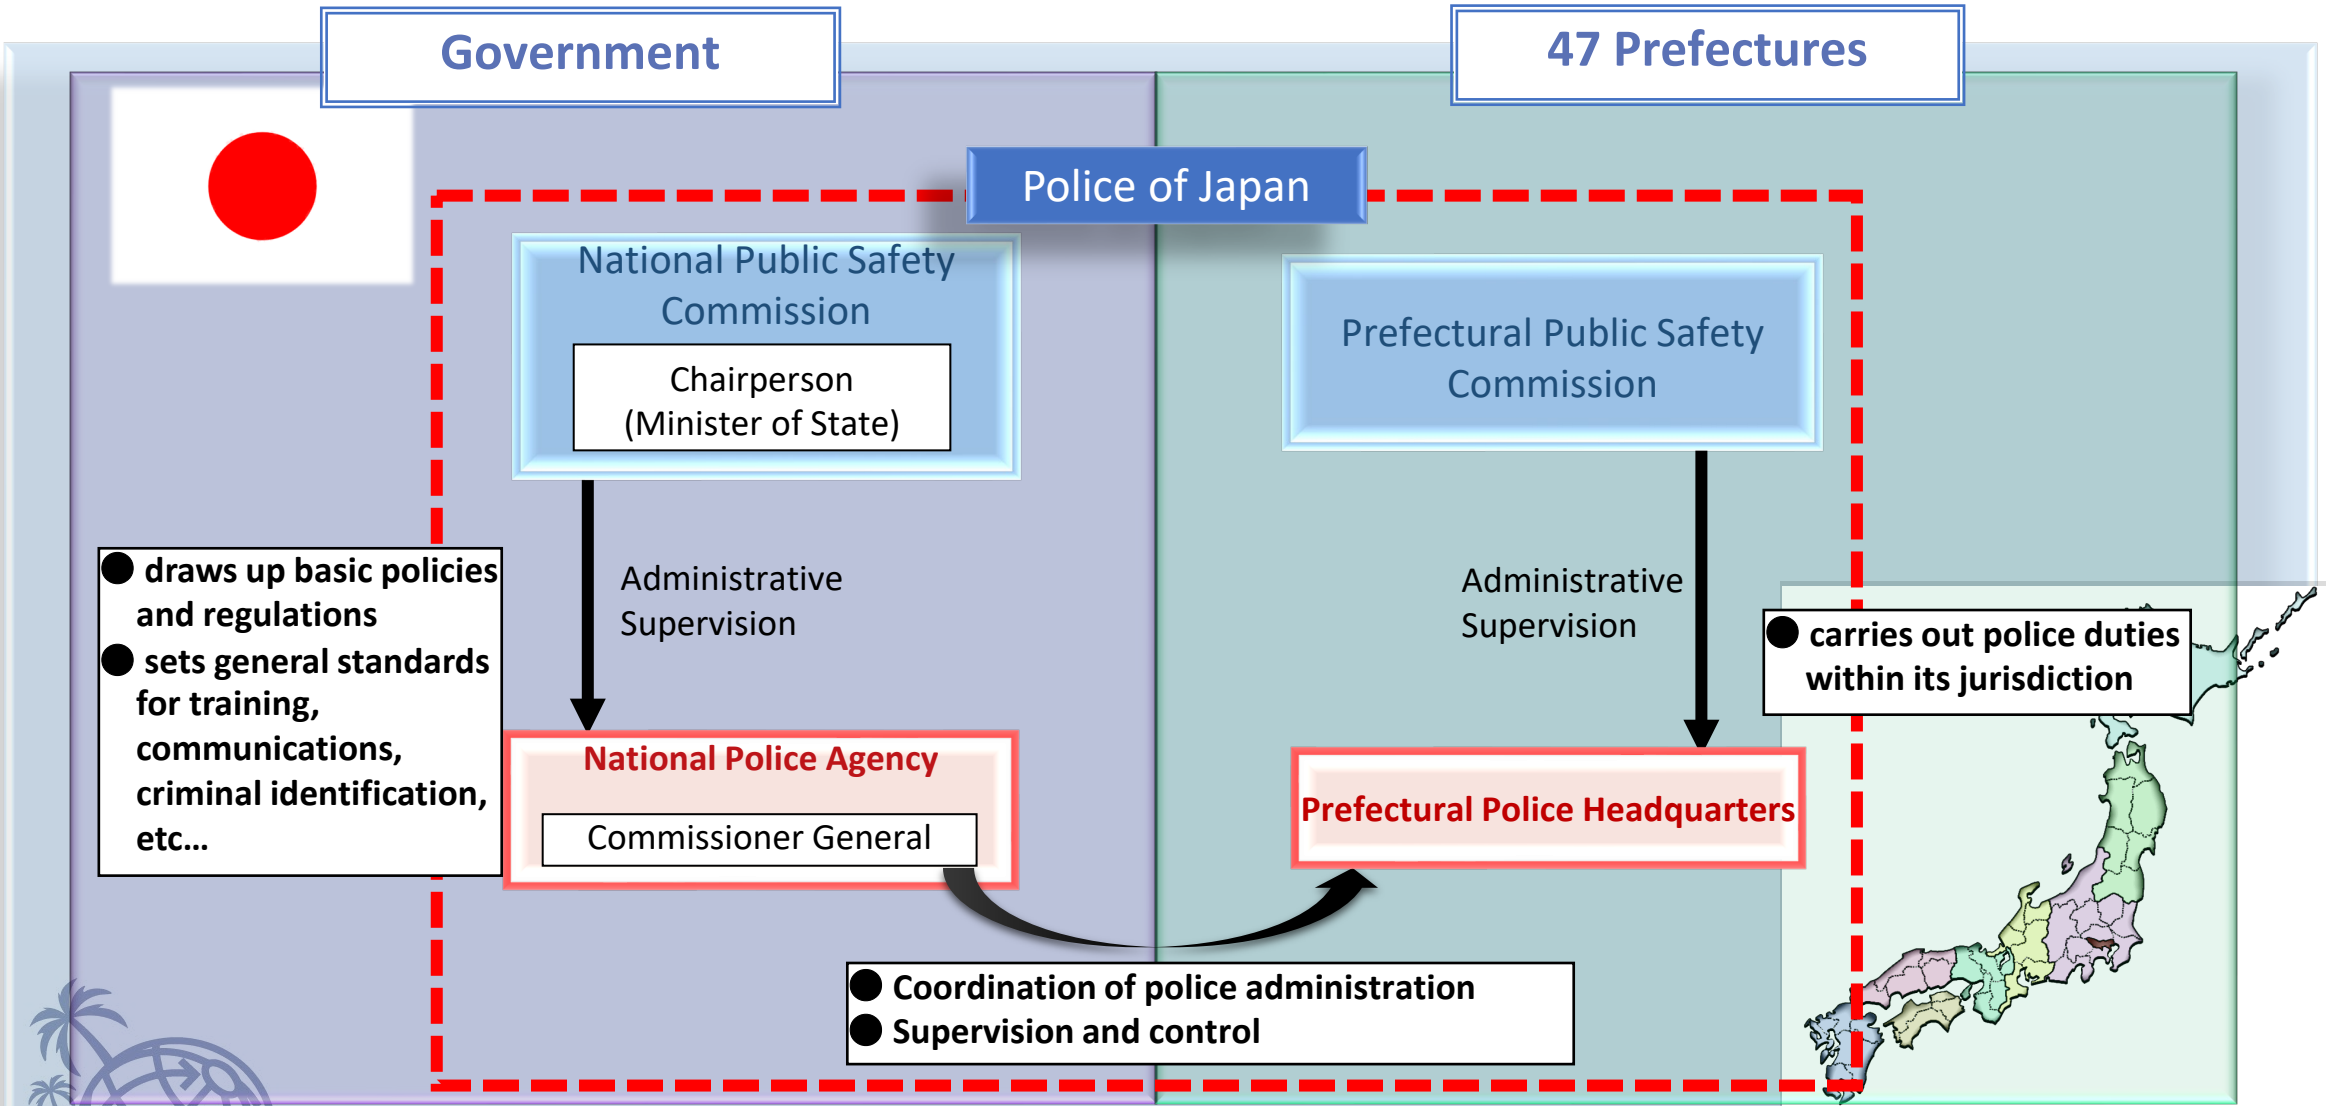 Government
47 Prefectures
Police of Japan
National Public Safety
Commission
Chairperson
(Minister of State)
Prefectural Public Safety
Commission
Administrative
Supervision
Administrative
Supervision
● draws up basic policies
and regulations
● sets general standards
for training,
communications,
criminal identification,
etc...
● carries out police duties
within its jurisdiction
National Police Agency
Commissioner General
Prefectural Police Headquarters
● Coordination of police administration
● Supervision and control